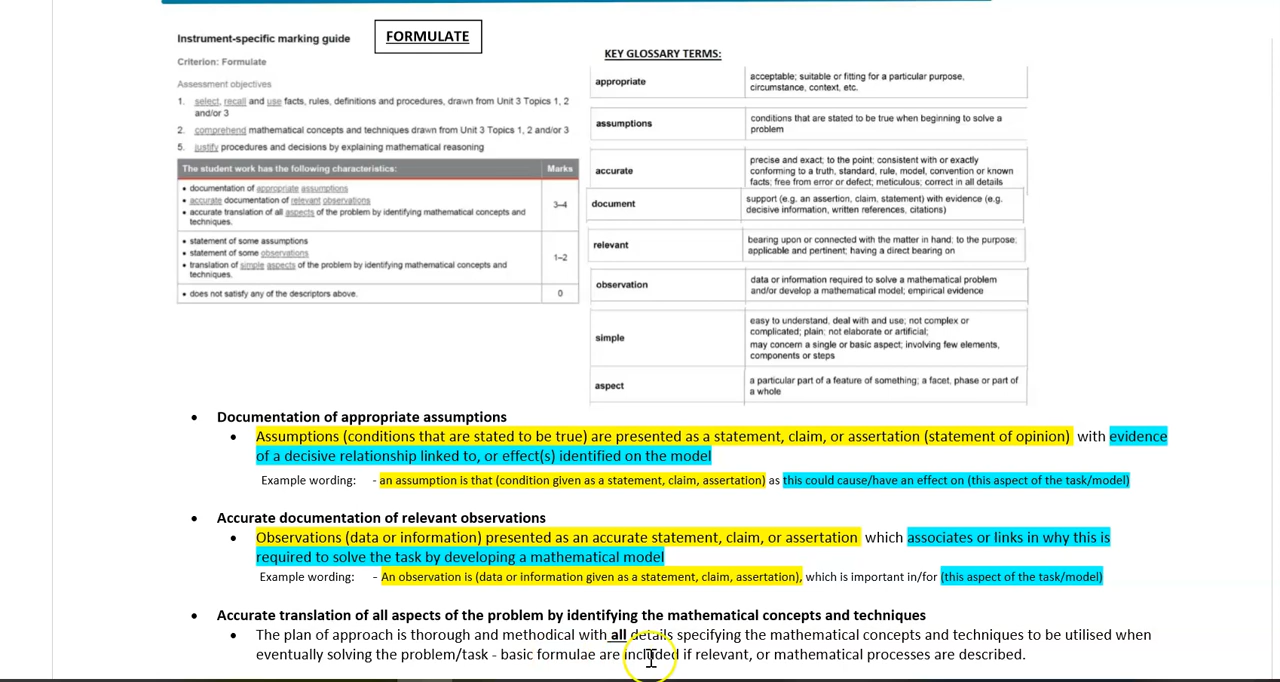 Instrument-specific marking guide
FORMULATE
Criterion: Formulate
Assessment objectives
1. select, recall and use facts, rules, definitions and procedures, drawn from Unit 3 Topics 1, 2
and/or 3
2. comprehend mathematical concepts and techniques drawn from Unit 3 Topics 1, 2 and/or 3
5. justify procedures and decisions by explaining mathematical reasoning
The student work has the following characteristics: Marks
• documentation of appropriate assumptions
• accurate documentation of relevant observations
• accurate translation of all aspects of the problem by identifying mathematical concepts and
techniques.
3–4
• statement of some assumptions
• statement of some observations
• translation of simple aspects of the problem by identifying mathematical concepts and
techniques.
1–2
• does not satisfy any of the descriptors above. 0
KEY GLOSSARY TERMS:
appropriate
acceptable; suitable or fitting for a particular purpose,
circumstance, context, etc.
assumptions
conditions that are stated to be true when beginning to solve a
problem
accurate
precise and exact; to the point; consistent with or exactly
conforming to a truth, standard, rule, model, convention or known
facts; free from error or defect; meticulous; correct in all details
document
support (e.g. an assertion, claim, statement) with evidence (e.g.
decisive information, written references, citations)
relevant
bearing upon or connected with the matter in hand; to the purpose;
applicable and pertinent; having a direct bearing on
observation
data or information required to solve a mathematical problem
and/or develop a mathematical model; empirical evidence
simple
easy to understand, deal with and use; not complex or
complicated; plain; not elaborate or artificial;
may concern a single or basic aspect; involving few elements,
components or steps
aspect
a particular part of a feature of something; a facet, phase or part of
a whole
• Documentation of appropriate assumptions
• Assumptions (conditions that are stated to be true) are presented as a statement, claim, or assertation (statement of opinion) with evidence
of a decisive relationship linked to, or effect(s) identified on the model
Example wording: - an assumption is that (condition given as a statement, claim, assertation) as this could cause/have an effect on (this aspect of the task/model)
• Accurate documentation of relevant observations
• Observations (data or information) presented as an accurate statement, claim, or assertation which associates or links in why this is
required to solve the task by developing a mathematical model
Example wording: - An observation is (data or information given as a statement, claim, assertation), which is important in/for (this aspect of the task/model)
• Accurate translation of all aspects of the problem by identifying the mathematical concepts and techniques
• The plan of approach is thorough and methodical with all details specifying the mathematical concepts and techniques to be utilised when
eventually solving the problem/task - basic formulae are included if relevant, or mathematical processes are described.